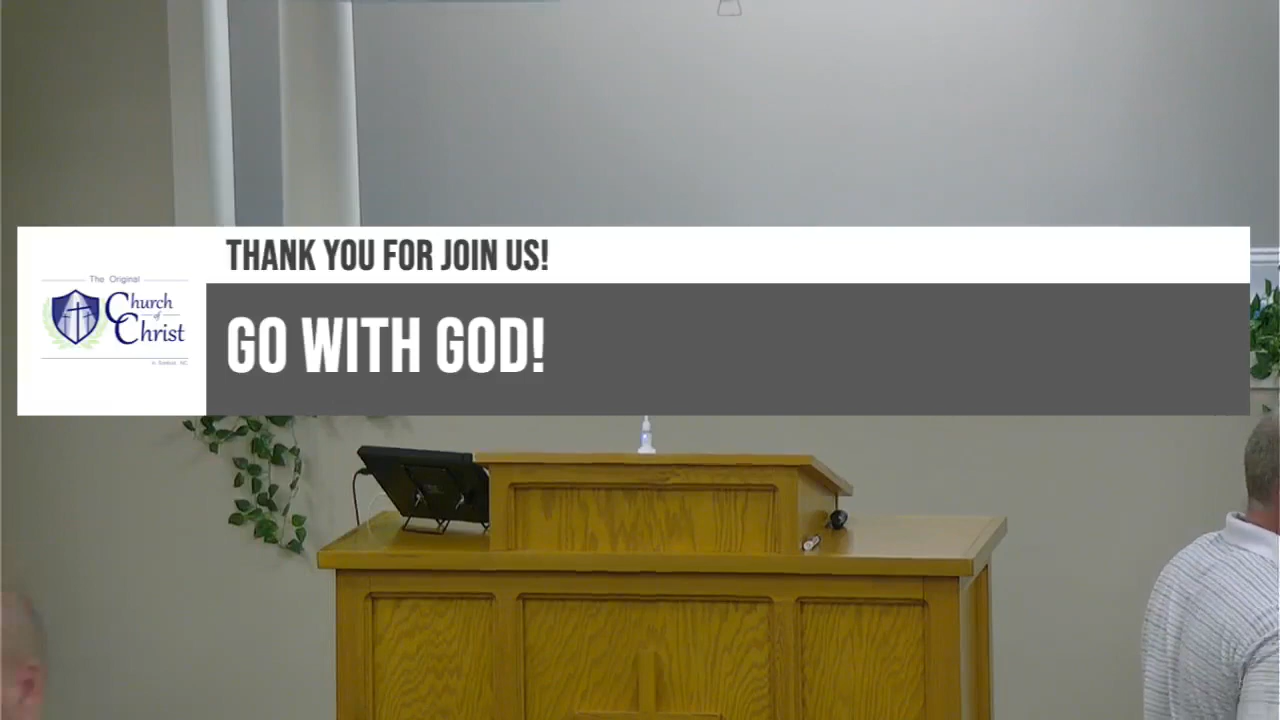 THANK YOU FOR JOIN US!
GO WITH GOD!
The Original
Church
of
Christ